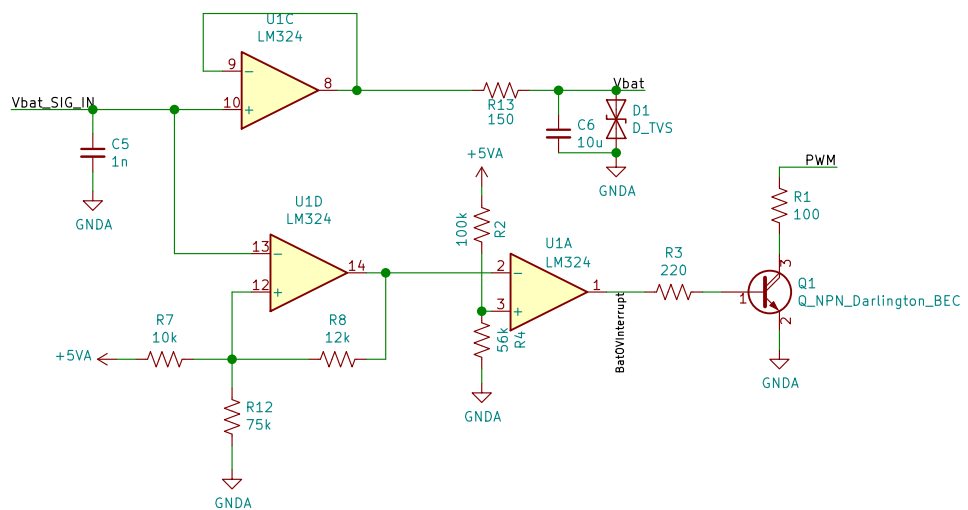 U1C
LM324
9
8
10
Vbat_SIG_IN
C5
1n
GNDA
R13
150
Vbat
C6
10u
D1
D_TVS
GNDA
+5VA
100k
R2
U1D
LM324
13
14
12
U1A
LM324
2
1
3
56k
R4
GNDA
R3
220
BatOVInterrupt
PWM
R1
100
3
Q1
Q_NPN_Darlington_BEC
1
2
GNDA
R7
10k
+5VA
R8
12k
R12
75k
GNDA